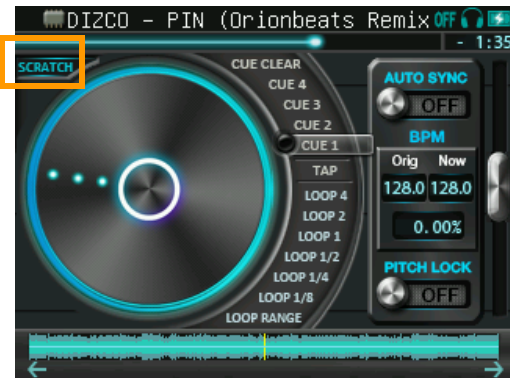 DIZCO - PIN (Orionbeats Remix OFF
- 1:35
SCRATCH
CUE CLEAR
CUE 4
CUE 3
CUE 2
CUE 1
TAP
LOOP 4
LOOP 2
LOOP 1
LOOP 1/2
LOOP 1/4
LOOP 1/8
LOOP RANGE
AUTO SYNC
OFF
BPM
Orig Now
128.0 128.0
0.00%
PITCH LOCK
OFF